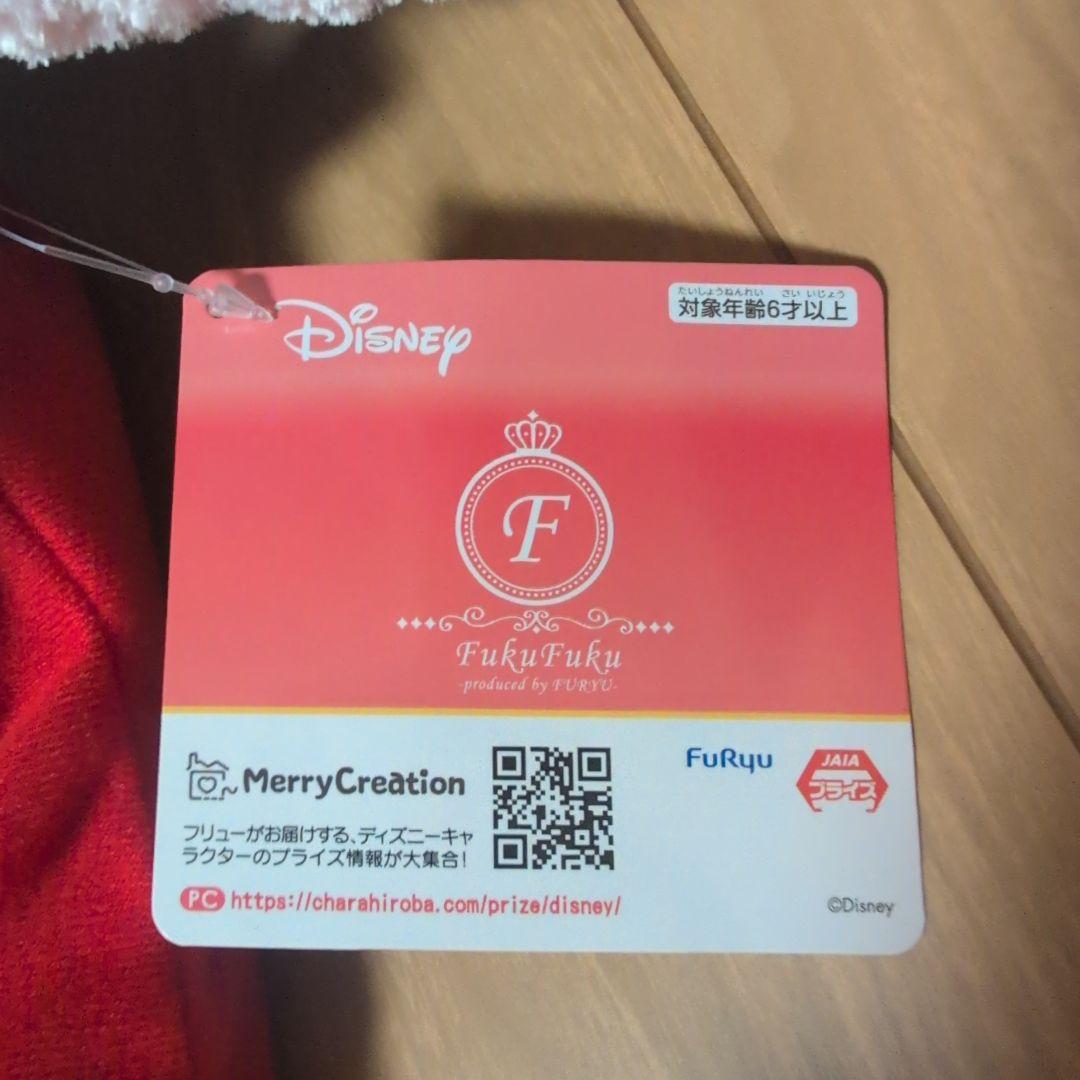 Disney
たいしょうねんれい さい いじょう
対象年齢6才以上
F
FukuFuku
-produced by FURYU-
MerryCreation
フリューがお届けする、ディズニーキャ
ラクターのプライズ情報が大集合!
PC https://charahiroba.com/prize/disney/
FuRyu
JAIA
プライズ
©Disney